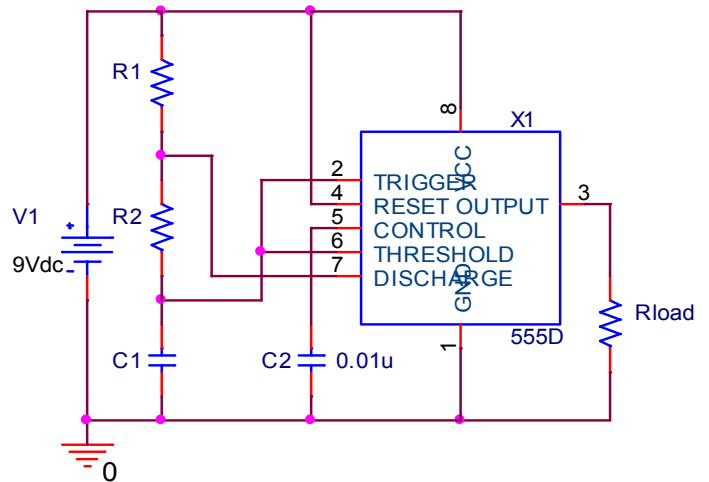 R1
8
X1
VCC
2
TRIGGER
4
RESET OUTPUT
3
5
CONTROL
6
THRESHOLD
7
DISCHARGE
GND
V1
+
9Vdc
-
R2
Rload
555D
1
C1
C2 0.01u
0